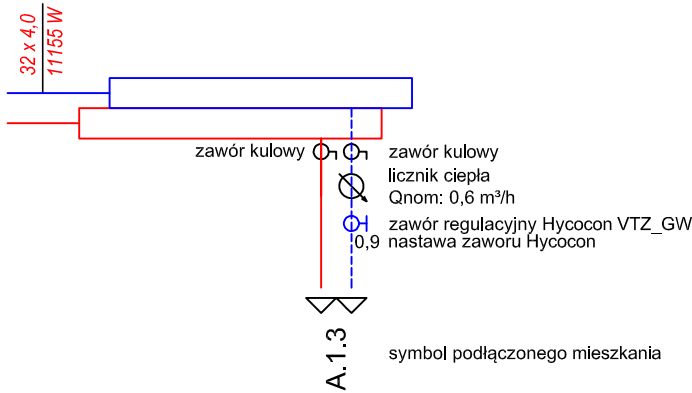 32 x 4,0
11155 W
zawór kulowy
zawór kulowy
licznik ciepła
Qnom: 0,6 m³/h
zawór regulacyjny Hycocon VTZ_GW
0,9 nastawa zaworu Hycocon
A.1.3
symbol podłączonego mieszkania